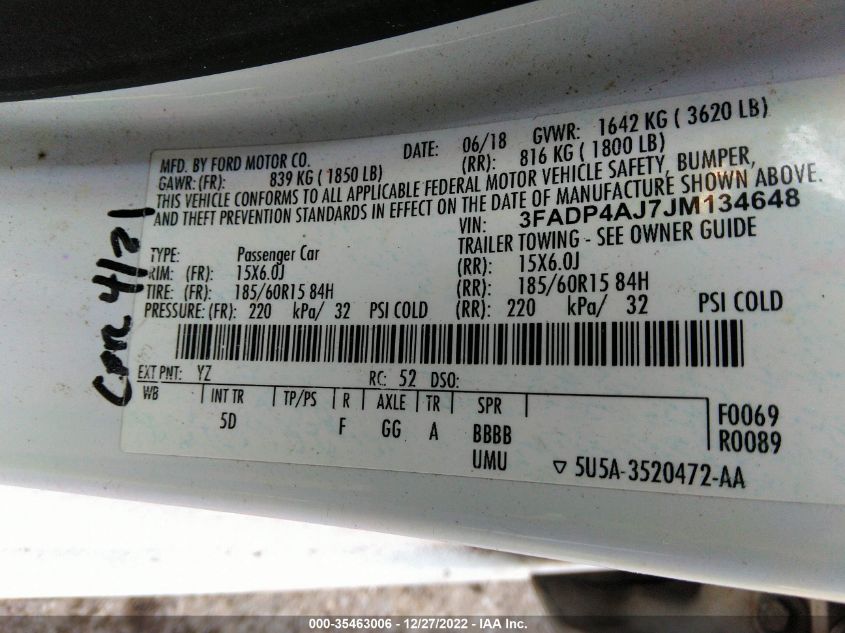 MFD. BY FORD MOTOR CO. DATE: 06/18 GVWR: 1642 KG ( 3620 LB)
GAWR: (FR): 839 KG ( 1850 LB) (RR): 816 KG ( 1800 LB)
THIS VEHICLE CONFORMS TO ALL APPLICABLE FEDERAL MOTOR VEHICLE SAFETY, BUMPER,
AND THEFT PREVENTION STANDARDS IN EFFECT ON THE DATE OF MANUFACTURE SHOWN ABOVE.
VIN: 3FADP4AJ7JM134648
TYPE: Passenger Car TRAILER TOWING - SEE OWNER GUIDE
RIM: (FR): 15X6.0J (RR): 15X6.0J
TIRE: (FR): 185/60R15 84H (RR): 185/60R15 84H
PRESSURE: (FR): 220 kPa/ 32 PSI COLD (RR): 220 kPa/ 32 PSI COLD
EXT PNT: YZ RC: 52 DSO:
WB INT TR TP/PS R AXLE TR SPR F0069
5D F GG A BBBB R0089
UMU ▽ 5U5A-3520472-AA
4/21
000-35463006 - 12/27/2022 - IAA Inc.